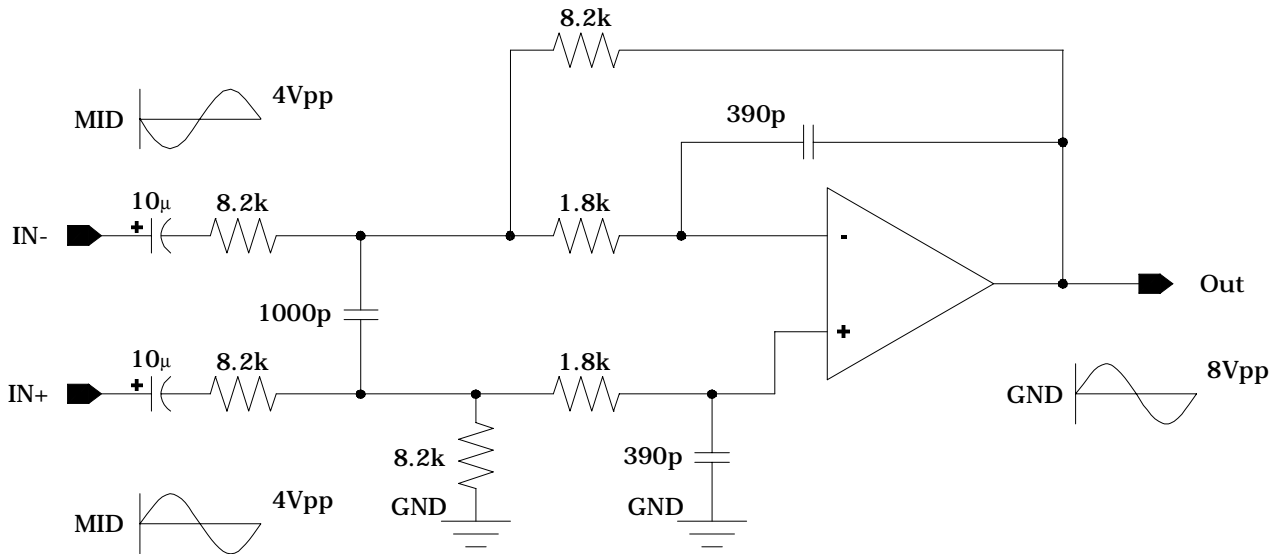 8.2k
4Vpp
MID
390p
10μ
8.2k
1.8k
IN-
-
Out
1000p
10μ
8.2k
1.8k
+
IN+
8Vpp
GND
8.2k
390p
4Vpp
GND
GND
MID